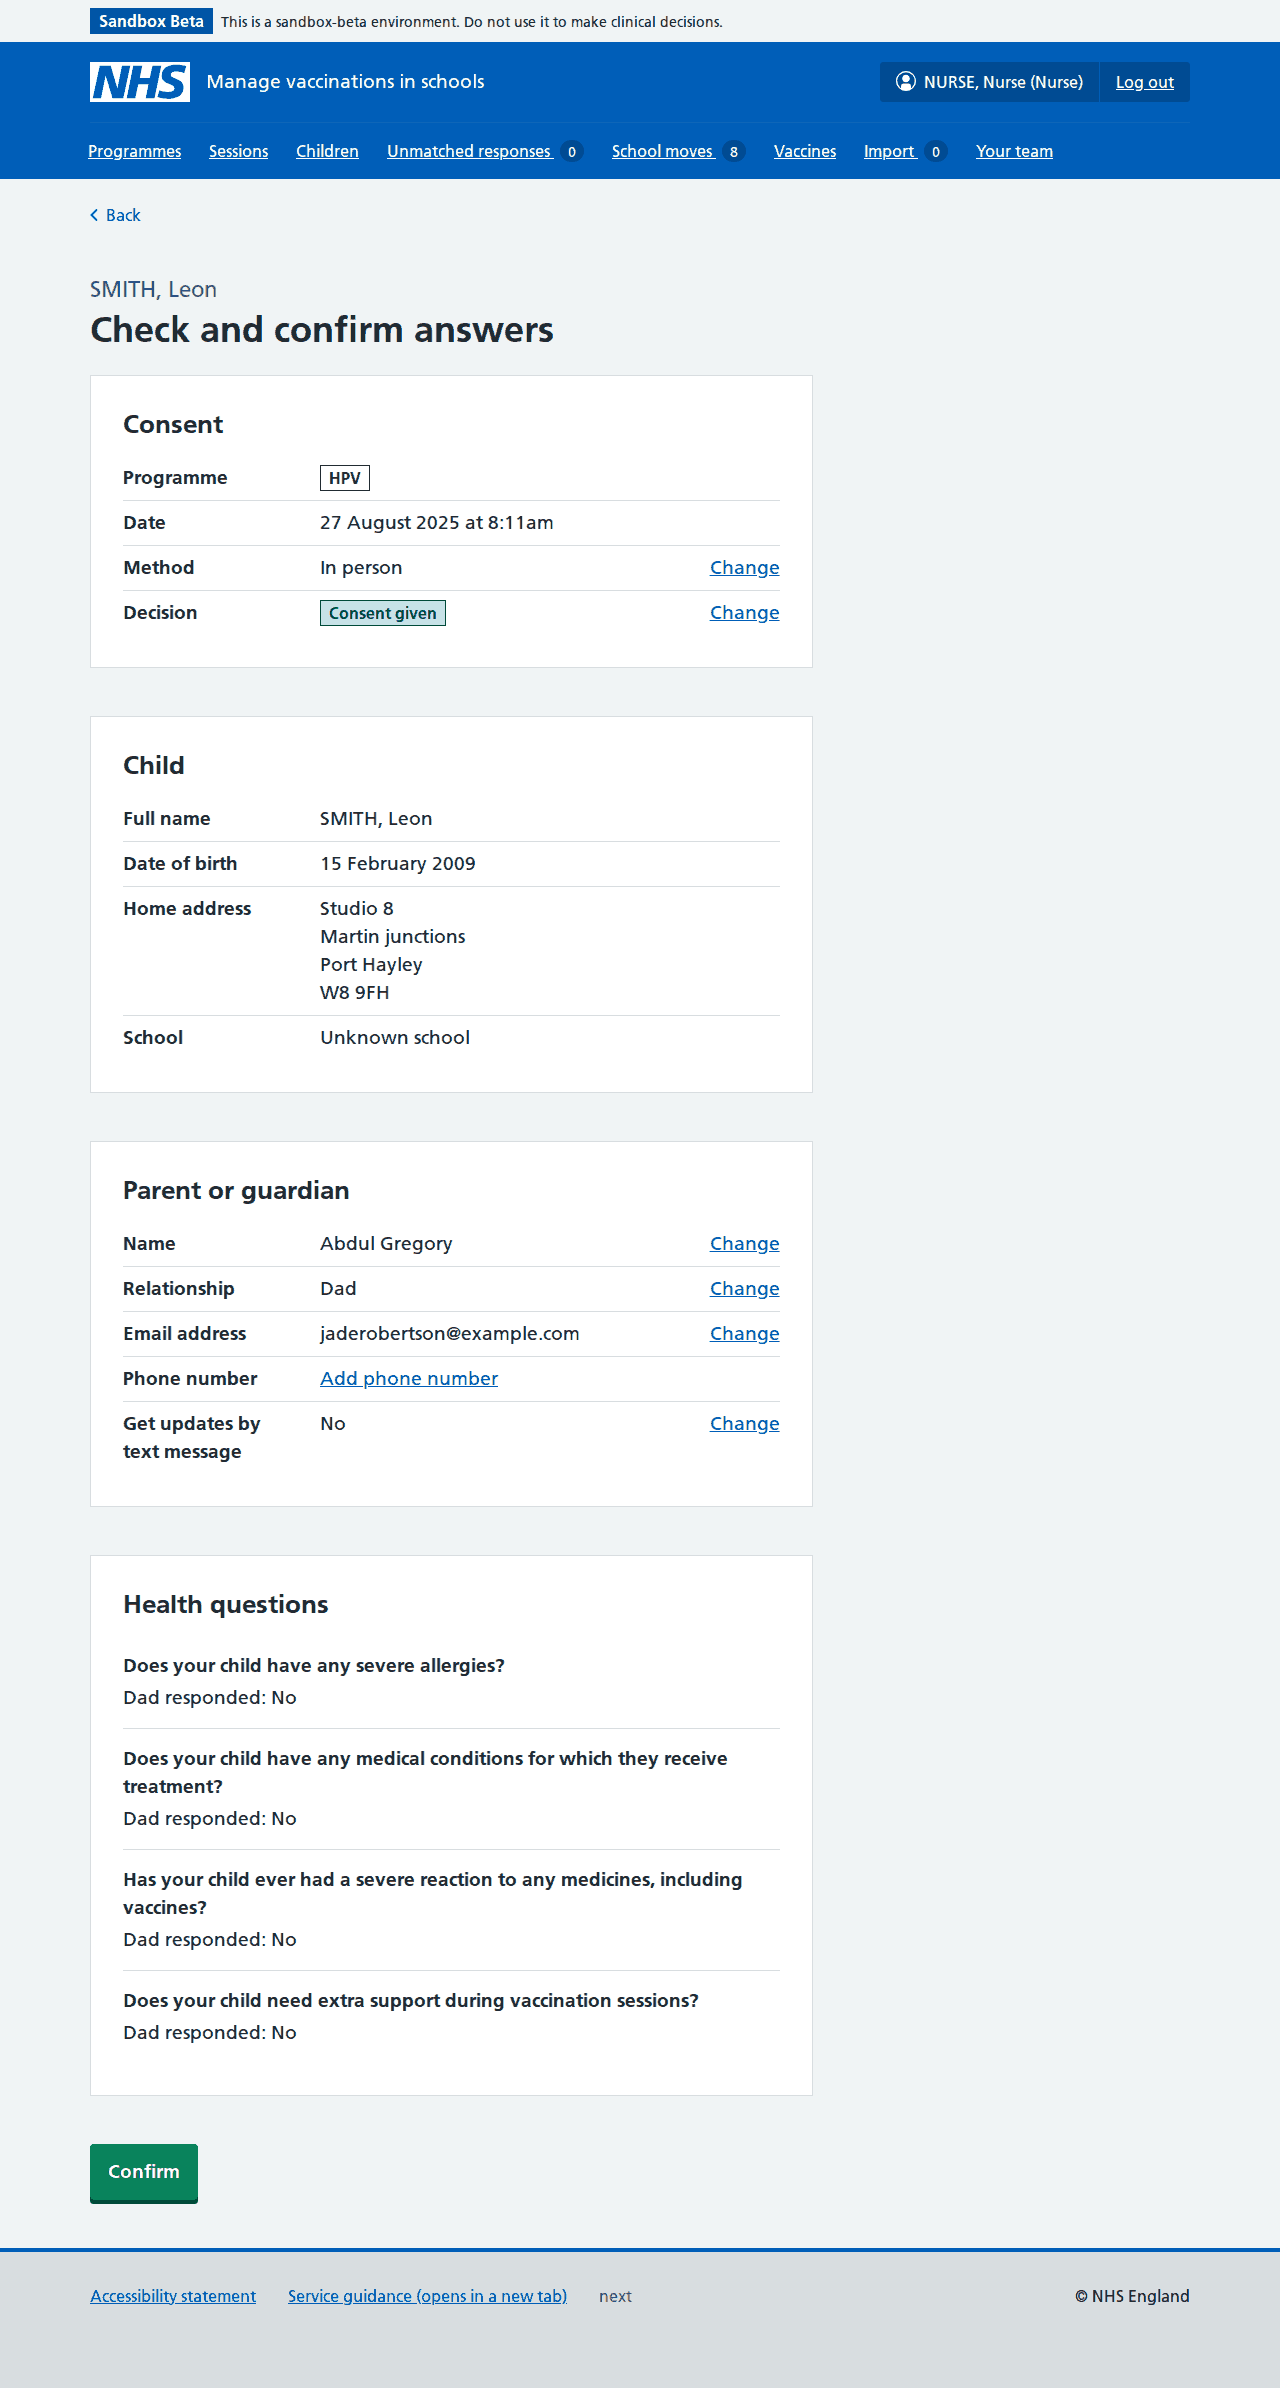 Sandbox Beta This is a sandbox-beta environment. Do not use it to make clinical decisions.
NHS Manage vaccinations in schools NURSE, Nurse (Nurse) Log out
Programmes Sessions Children Unmatched responses 0 School moves 8 Vaccines Import 0 Your team
Back
SMITH, Leon
Check and confirm answers
Consent
Programme HPV
Date 27 August 2025 at 8:11am
Method In person Change
Decision Consent given Change
Child
Full name SMITH, Leon
Date of birth 15 February 2009
Home address Studio 8
Martin junctions
Port Hayley
W8 9FH
School Unknown school
Parent or guardian
Name Abdul Gregory Change
Relationship Dad Change
Email address jaderobertson@example.com Change
Phone number Add phone number
Get updates by No Change
text message
Health questions
Does your child have any severe allergies?
Dad responded: No
Does your child have any medical conditions for which they receive
treatment?
Dad responded: No
Has your child ever had a severe reaction to any medicines, including
vaccines?
Dad responded: No
Does your child need extra support during vaccination sessions?
Dad responded: No
Confirm
Accessibility statement Service guidance (opens in a new tab) next © NHS England